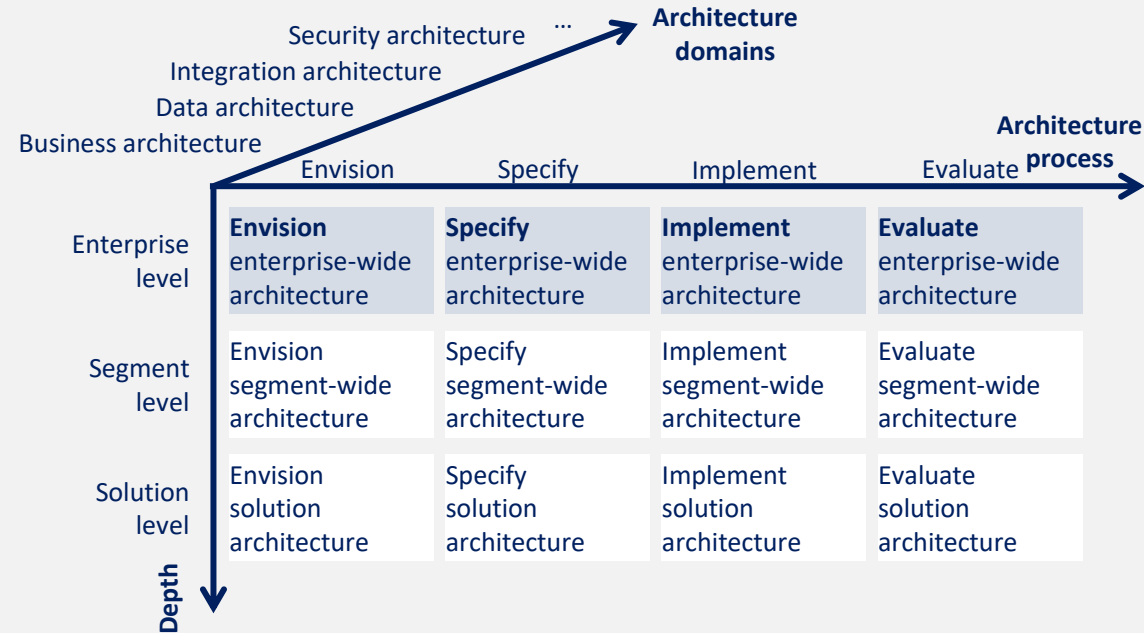 ...
Architecture
domains
Security architecture
Integration architecture
Data architecture
Business architecture
Architecture
process
Envision
Specify
Implement
Evaluate
Enterprise
level
Envision
enterprise-wide
architecture
Specify
enterprise-wide
architecture
Implement
enterprise-wide
architecture
Evaluate
enterprise-wide
architecture
Segment
level
Envision
segment-wide
architecture
Specify
segment-wide
architecture
Implement
segment-wide
architecture
Evaluate
segment-wide
architecture
Solution
level
Envision
solution
architecture
Specify
solution
architecture
Implement
solution
architecture
Evaluate
solution
architecture
Depth